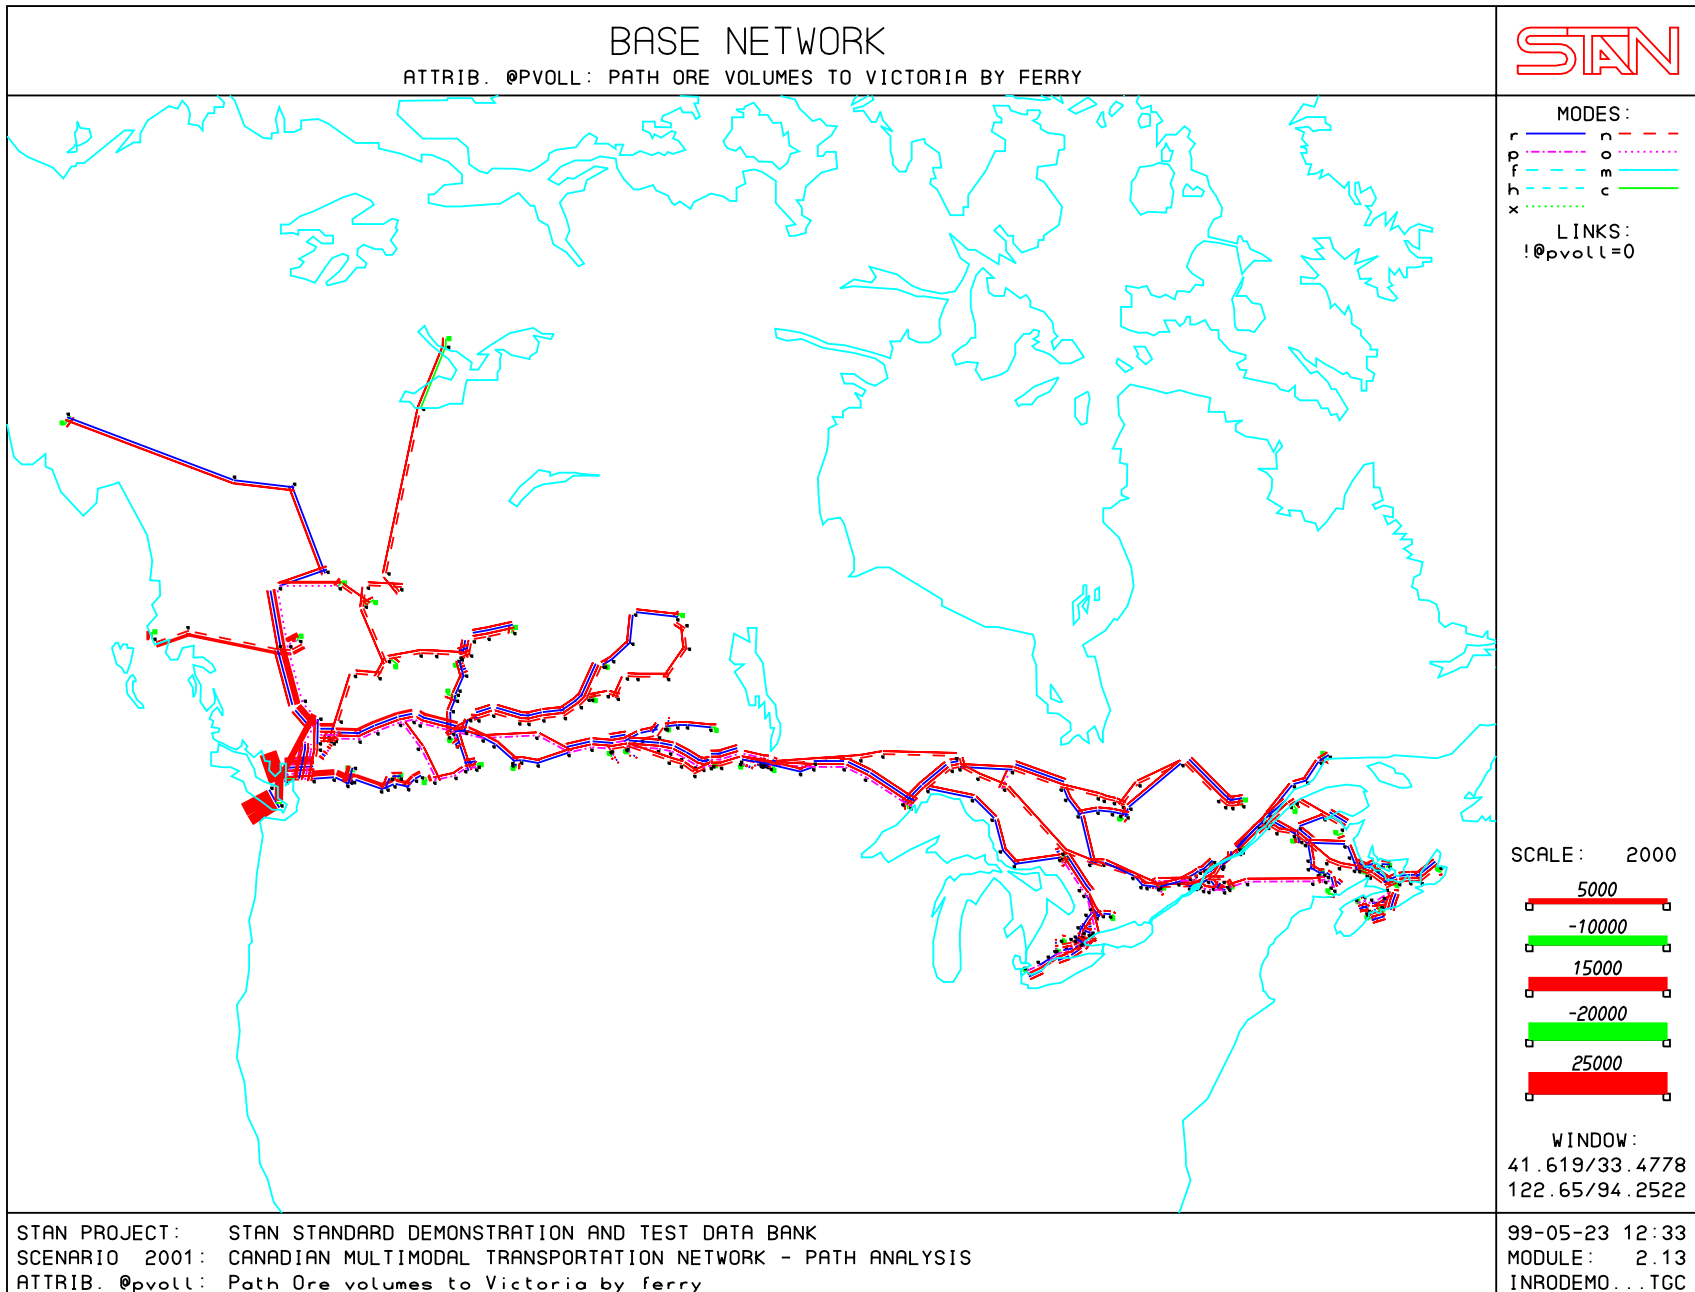 BASE NETWORK
ATTRIB. @PVOLL: PATH ORE VOLUMES TO VICTORIA BY FERRY
STAN
MODES:
r n
p o
f m
h c
x
LINKS:
!@pvoll=0
SCALE: 2000
5000
-10000
15000
-20000
25000
WINDOW:
41.619/33.4778
122.65/94.2522
STAN PROJECT: STAN STANDARD DEMONSTRATION AND TEST DATA BANK
SCENARIO 2001: CANADIAN MULTIMODAL TRANSPORTATION NETWORK - PATH ANALYSIS
ATTRIB. @pvoll: Path Ore volumes to Victoria by ferry
99-05-23 12:33
MODULE: 2.13
INRODEMO...TGC